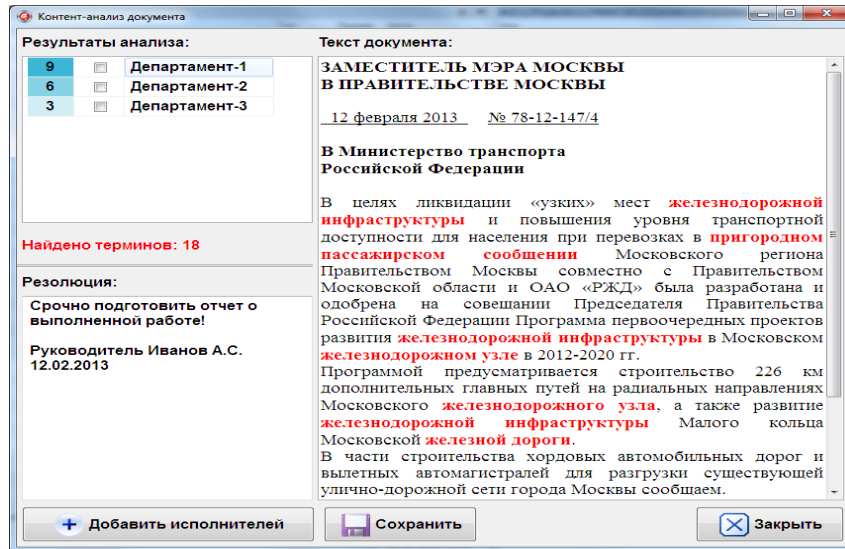 Контент-анализ документа
Результаты анализа:
9 Департамент-1
6 Департамент-2
3 Департамент-3
Найдено терминов: 18
Резолюция:
Срочно подготовить отчет о
выполненной работе!
Руководитель Иванов А.С.
12.02.2013
Текст документа:
ЗАМЕСТИТЕЛЬ МЭРА МОСКВЫ
В ПРАВИТЕЛЬСТВЕ МОСКВЫ
12 февраля 2013 № 78-12-147/4
В Министерство транспорта
Российской Федерации
В целях ликвидации «узких» мест железнодорожной
инфраструктуры и повышения уровня транспортной
доступности для населения при перевозках в пригородном
пассажирском сообщении Московского региона
Правительством Москвы совместно с Правительством
Московской области и ОАО «РЖД» была разработана и
одобрена на совещании Председателя Правительства
Российской Федерации Программа первоочередных проектов
развития железнодорожной инфраструктуры в Московском
железнодорожном узле в 2012-2020 гг.
Программой предусматривается строительство 226 км
дополнительных главных путей на радиальных направлениях
Московского железнодорожного узла, а также развитие
железнодорожной инфраструктуры Малого кольца
Московской железной дороги.
В части строительства хордовых автомобильных дорог и
вылетных автомагистралей для разгрузки существующей
улично-дорожной сети города Москвы сообщаем.
Добавить исполнителей
Сохранить
Закрыть